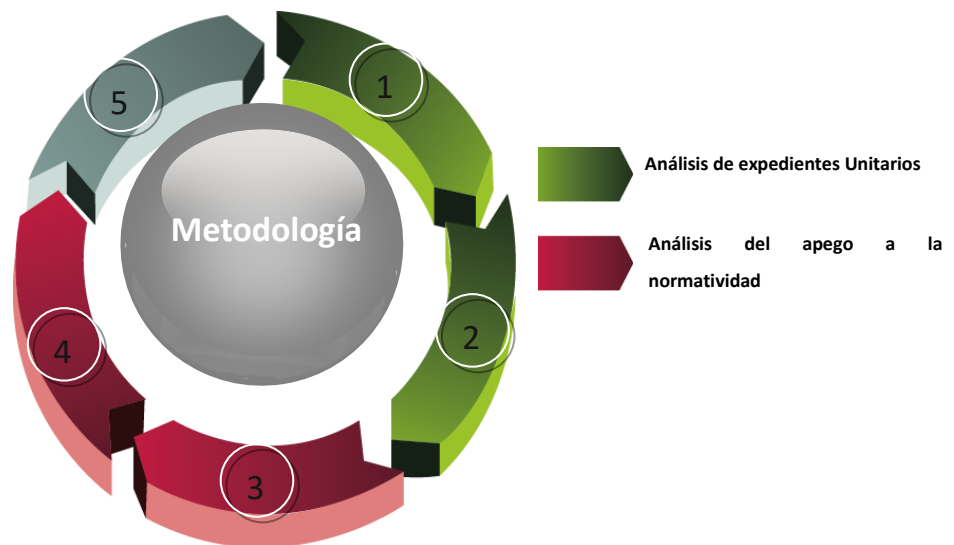 1
5
Análisis de expedientes Unitarios
Metodología
Análisis del apego a la
normatividad
2
4
3